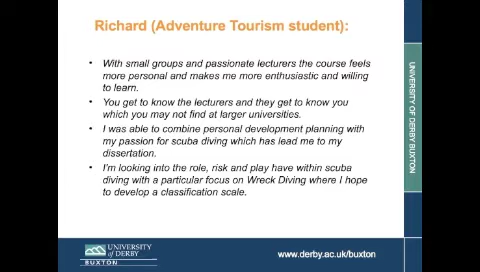 Richard (Adventure Tourism student):
• With small groups and passionate lecturers the course feels
more personal and makes me more enthusiastic and willing
to learn.
• You get to know the lecturers and they get to know you
which you may not find at larger universities.
• I was able to combine personal development planning with
my passion for scuba diving which has lead me to my
dissertation.
• I'm looking into the role, risk and play have within scuba
diving with a particular focus on Wreck Diving where I hope
to develop a classification scale.
UNIVERSITY OF DERBY BUXTON
UNIVERSITY
of DERBY
BUXTON
www.derby.ac.uk/buxton